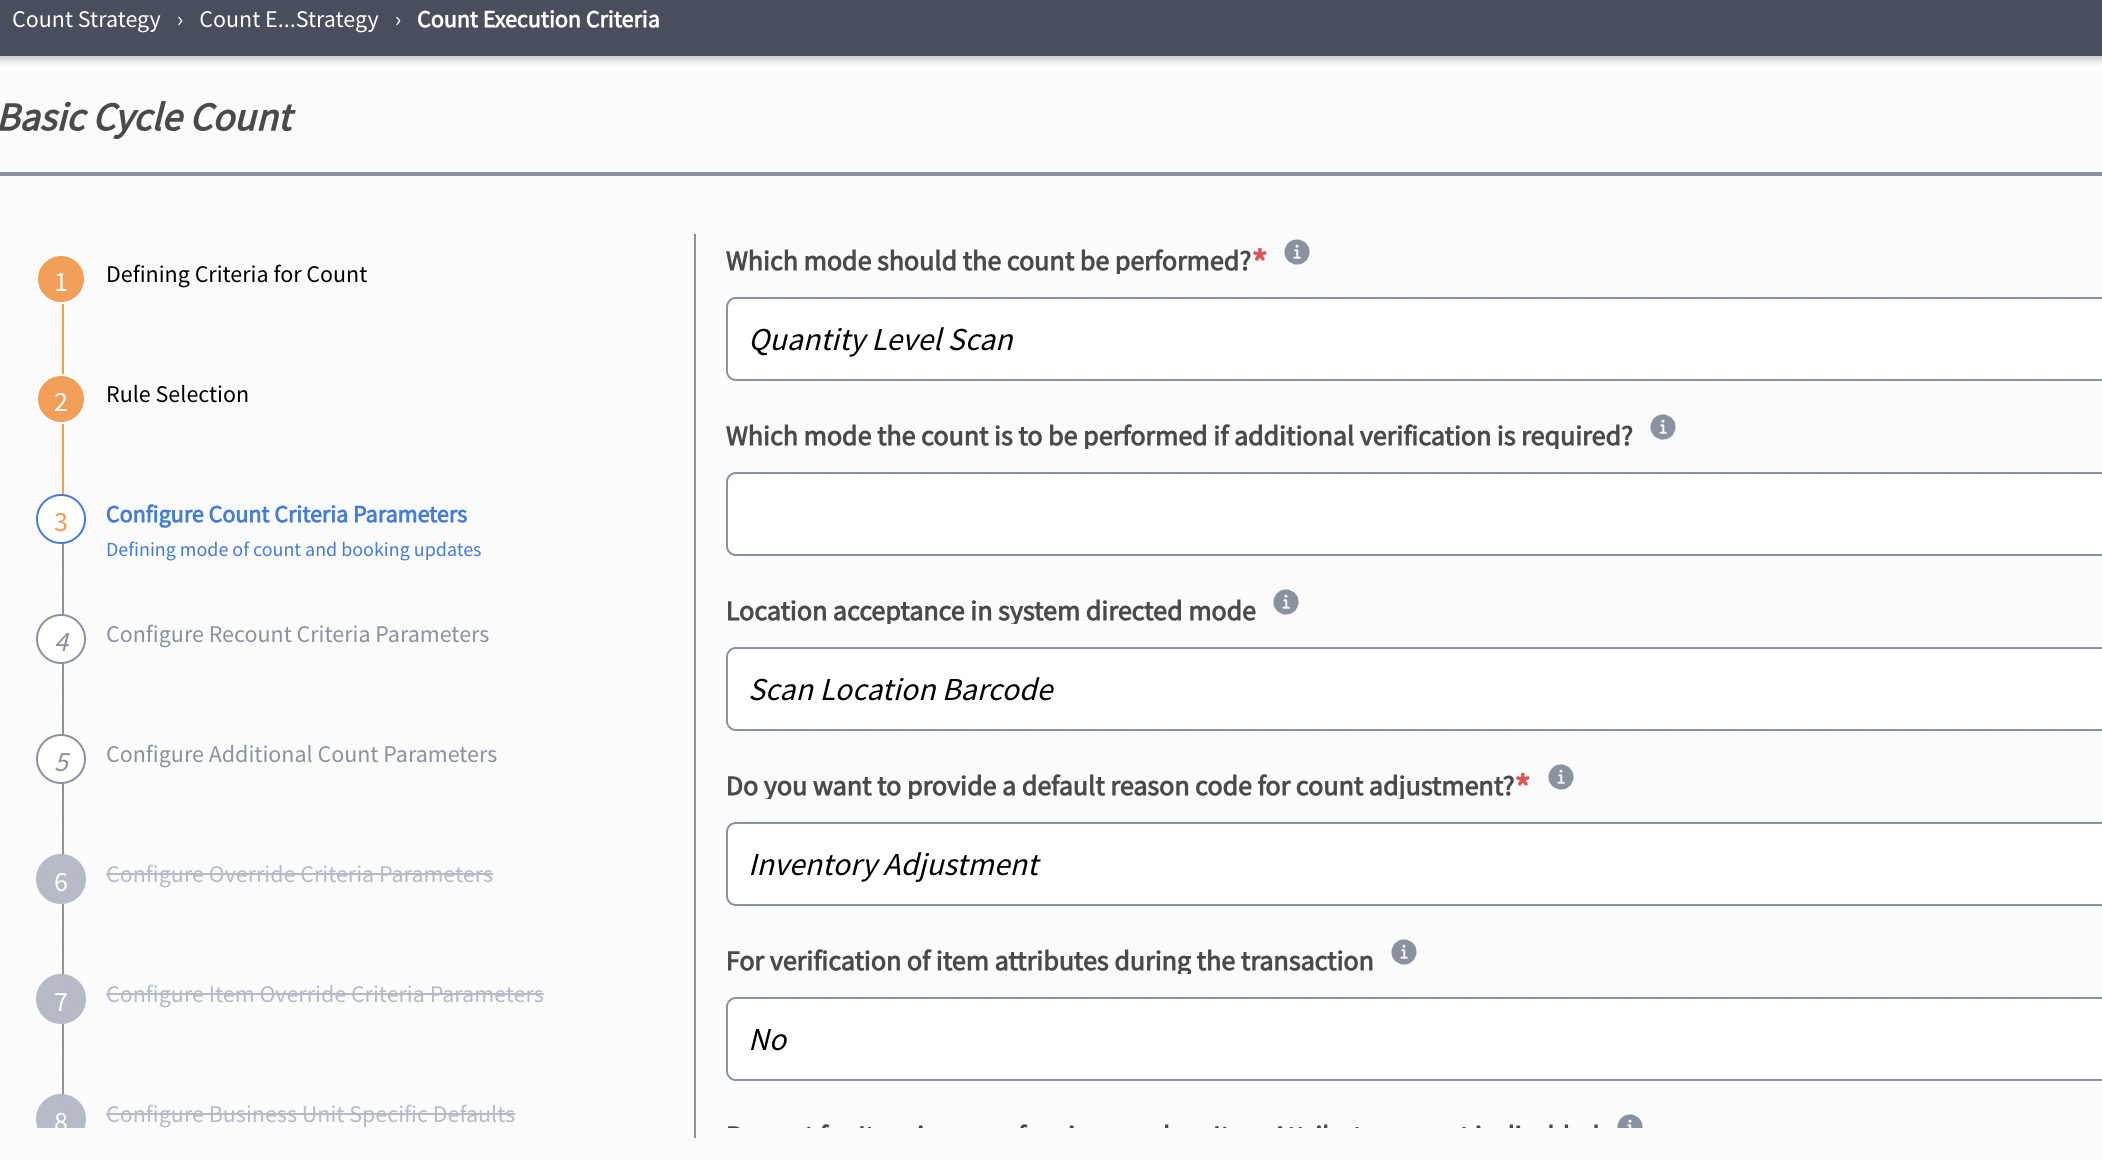 Count Strategy › Count E...Strategy › Count Execution Criteria
Basic Cycle Count
1 Defining Criteria for Count
2 Rule Selection
3 Configure Count Criteria Parameters
Defining mode of count and booking updates
4 Configure Recount Criteria Parameters
5 Configure Additional Count Parameters
6 Configure Override Criteria Parameters
7 Configure Item Override Criteria Parameters
8 Configure Business Unit Specific Defaults
Which mode should the count be performed?*
Quantity Level Scan
Which mode the count is to be performed if additional verification is required?
Location acceptance in system directed mode
Scan Location Barcode
Do you want to provide a default reason code for count adjustment?*
Inventory Adjustment
For verification of item attributes during the transaction
No